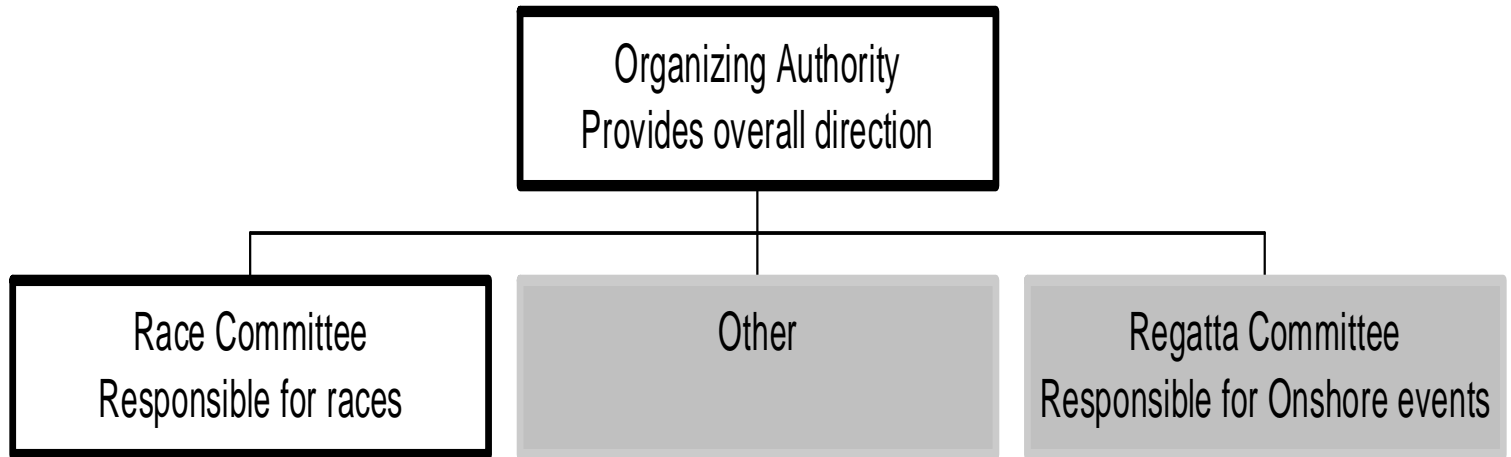 Organizing Authority
Provides overall direction
Race Committee
Responsible for races
Other
Regatta Committee
Responsible for Onshore events